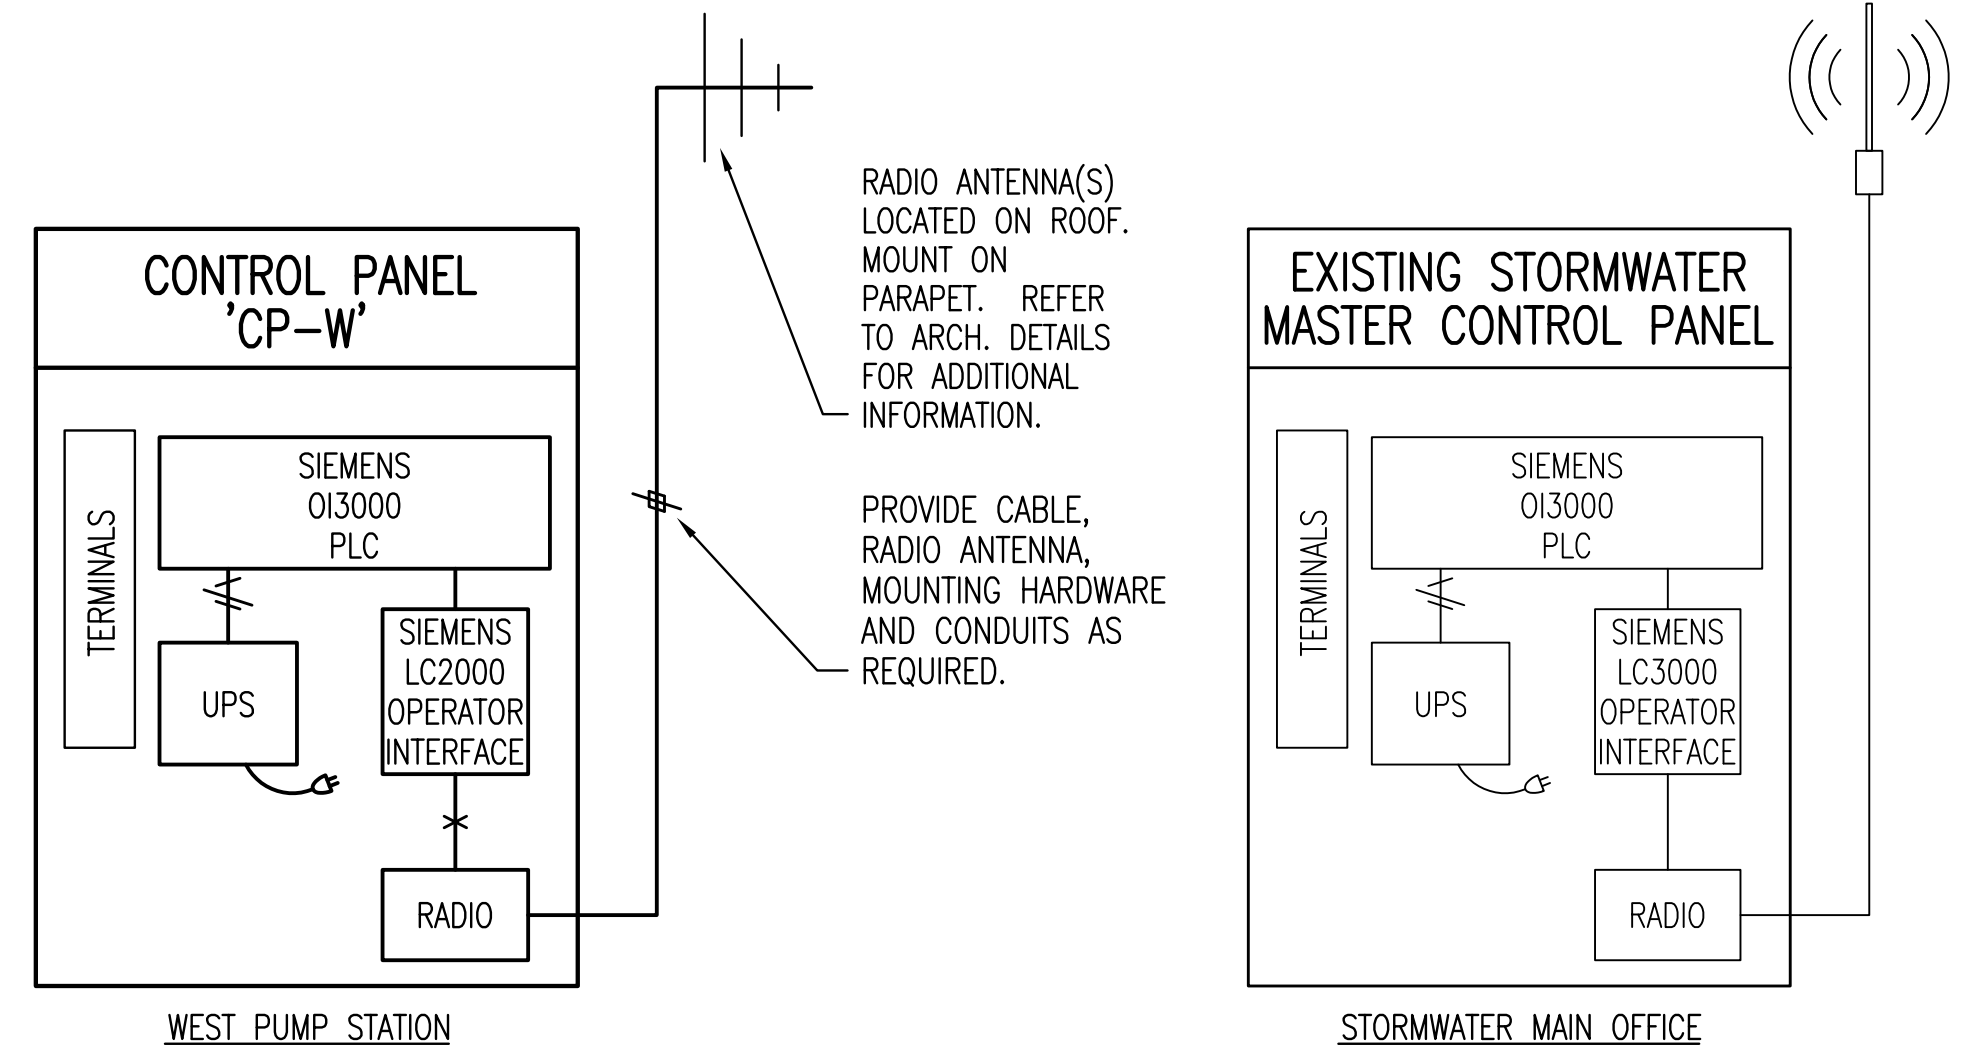 CONTROL PANEL
'CP-W'
TERMINALS
SIEMENS
OI3000
PLC
UPS
SIEMENS
LC2000
OPERATOR
INTERFACE
RADIO
WEST PUMP STATION
RADIO ANTENNA(S)
LOCATED ON ROOF.
MOUNT ON
PARAPET. REFER
TO ARCH. DETAILS
FOR ADDITIONAL
INFORMATION.
PROVIDE CABLE,
RADIO ANTENNA,
MOUNTING HARDWARE
AND CONDUITS AS
REQUIRED.
EXISTING STORMWATER
MASTER CONTROL PANEL
TERMINALS
SIEMENS
OI3000
PLC
UPS
SIEMENS
LC3000
OPERATOR
INTERFACE
RADIO
STORMWATER MAIN OFFICE